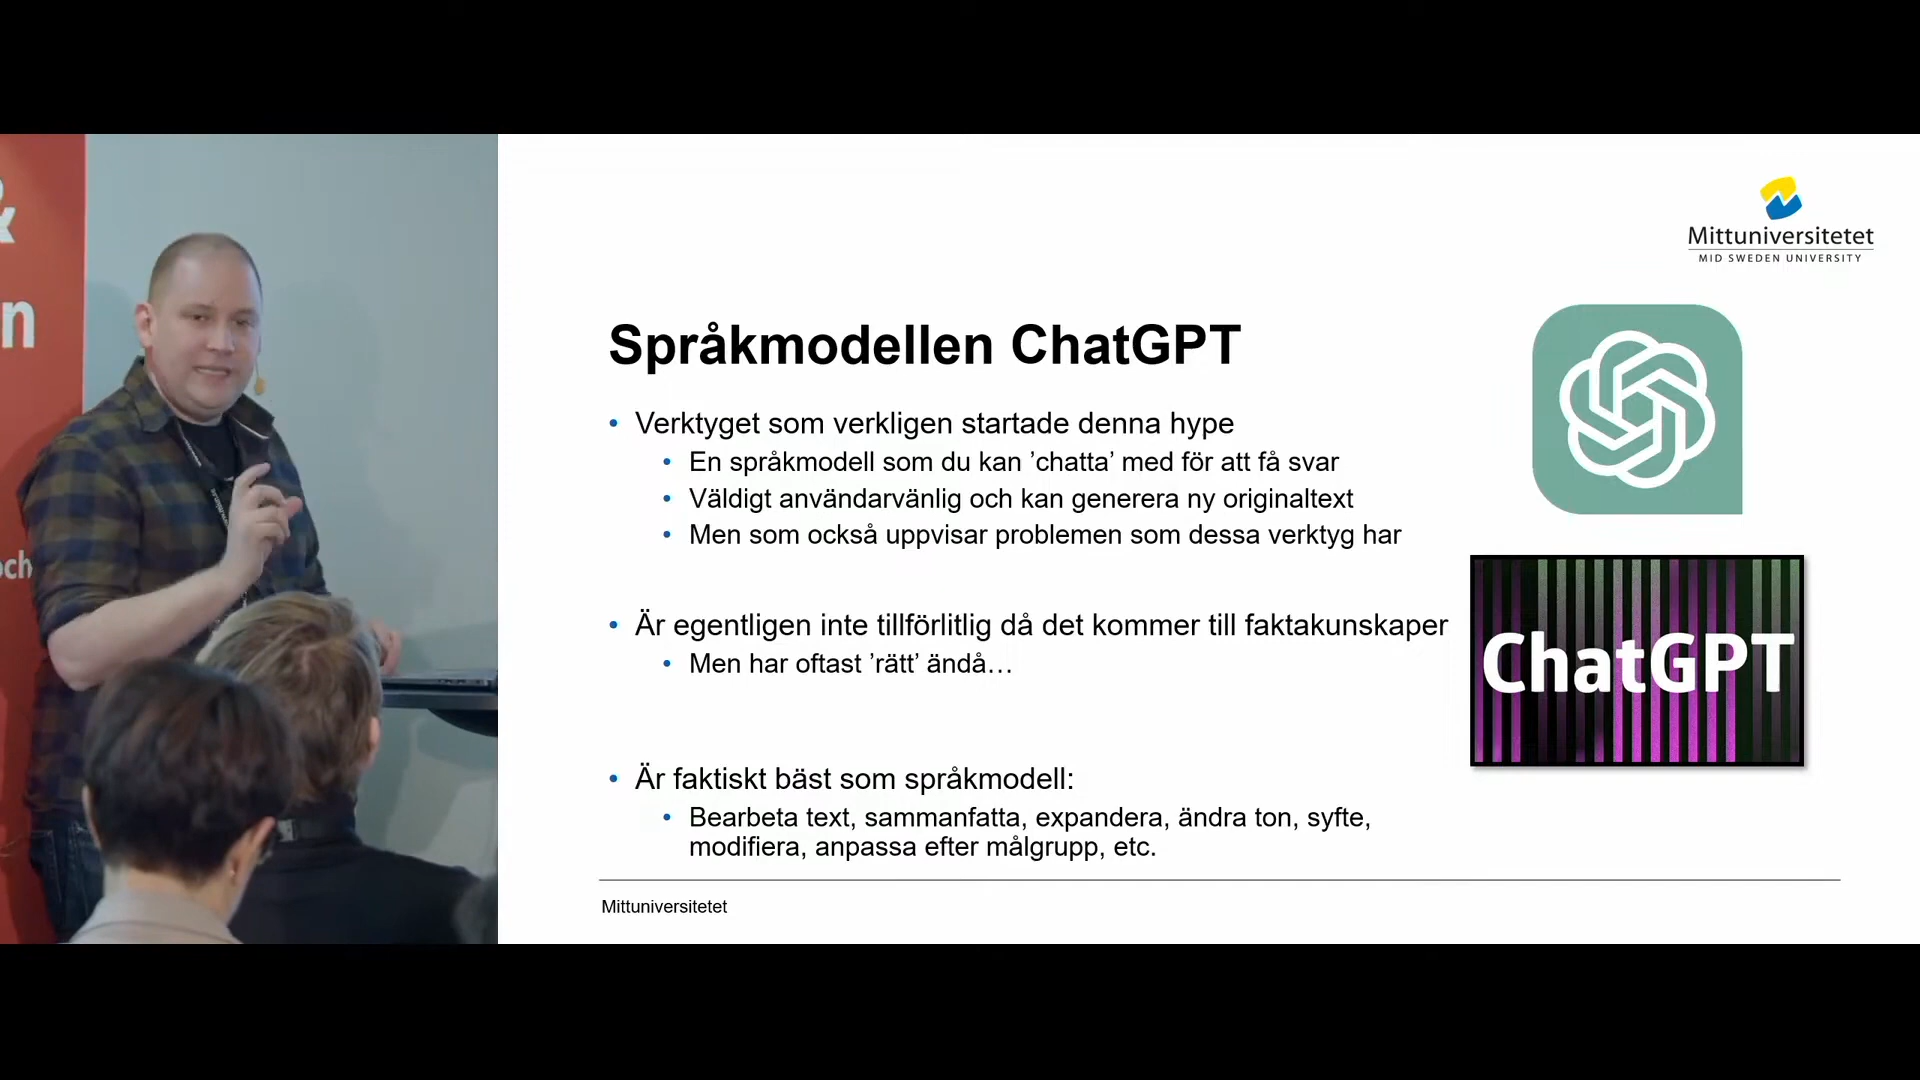 &
n
och
Mittuniversitetet
MID SWEDEN UNIVERSITY
Språkmodellen ChatGPT
• Verktyget som verkligen startade denna hype
• En språkmodell som du kan ’chatta’ med för att få svar
• Väldigt användarvänlig och kan generera ny originaltext
• Men som också uppvisar problemen som dessa verktyg har
• Är egentligen inte tillförlitlig då det kommer till faktakunskaper
• Men har oftast ’rätt’ ändå…
ChatGPT
• Är faktiskt bäst som språkmodell:
• Bearbeta text, sammanfatta, expandera, ändra ton, syfte,
modifiera, anpassa efter målgrupp, etc.
Mittuniversitetet